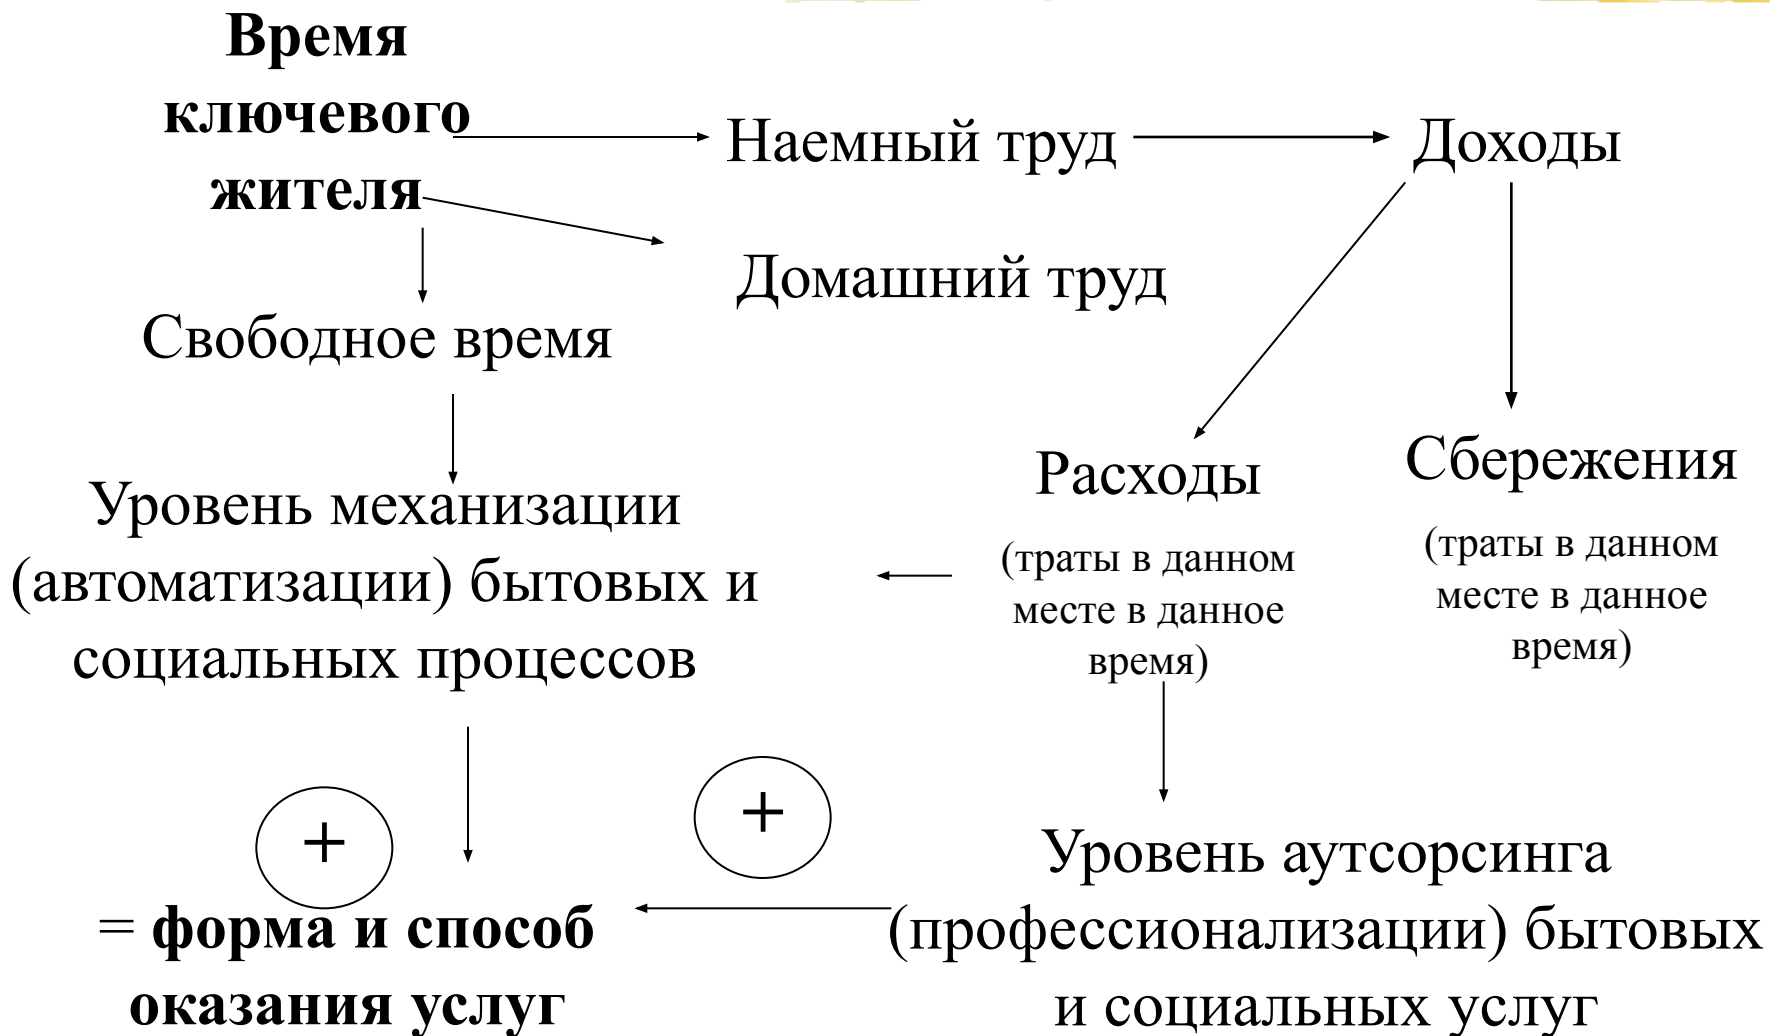 Время
ключевого
жителя
Наемный труд
Доходы
Домашний труд
Свободное время
Уровень механизации
(автоматизации) бытовых и
социальных процессов
Расходы
(траты в данном
месте в данное
время)
Сбережения
(траты в данном
месте в данное
время)
+
+
= форма и способ
оказания услуг
Уровень аутсорсинга
(профессионализации) бытовых
и социальных услуг